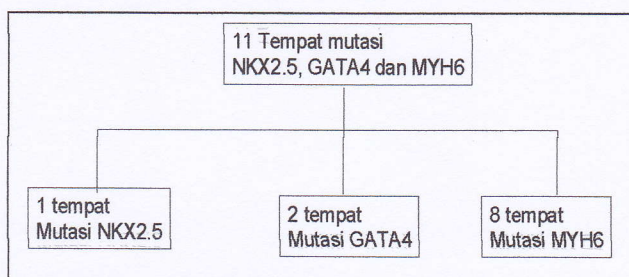 11 Tempat mutasi
NKX2.5, GATA4 dan MYH6
1 tempat
Mutasi NKX2.5
2 tempat
Mutasi GATA4
8 tempat
Mutasi MYH6